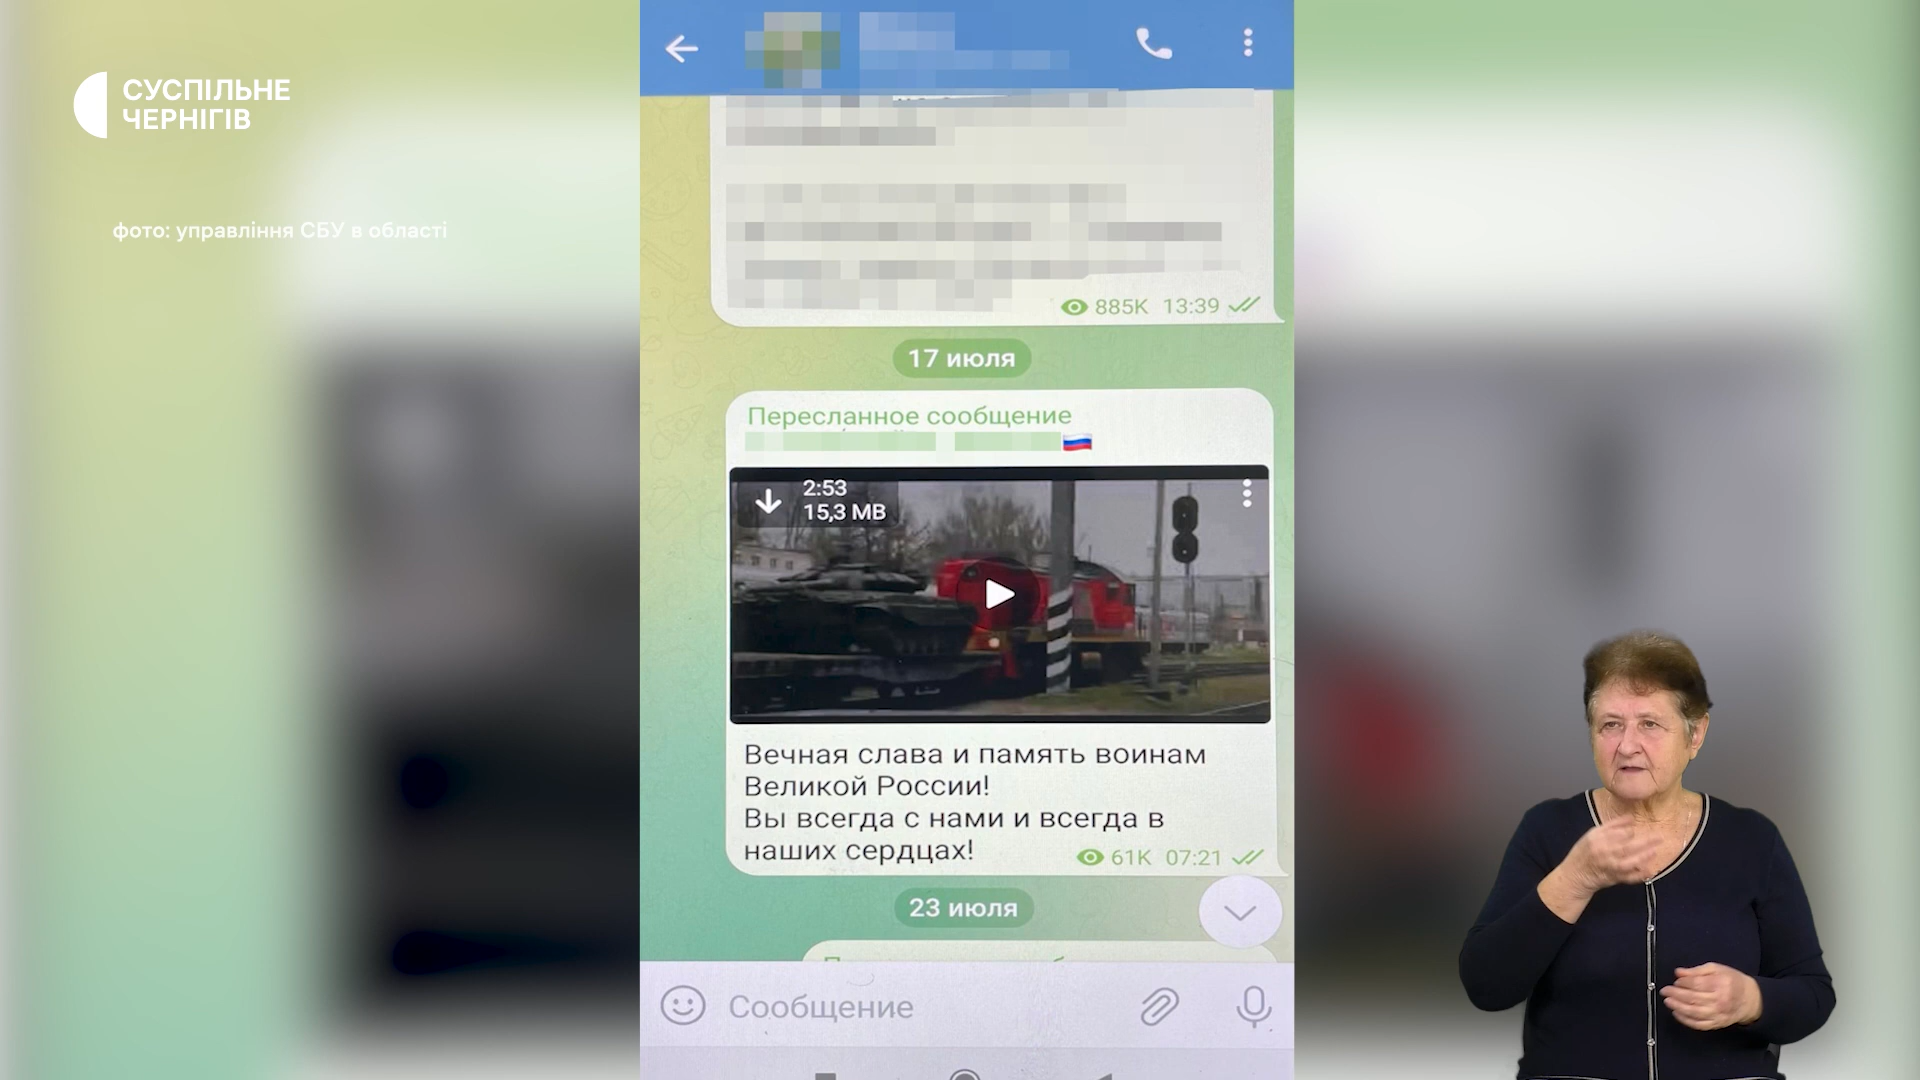 СУСПІЛЬНЕ
ЧЕРНІГІВ
фото: управління СБУ в області
885K 13:39
17 июля
Пересланное сообщение
2:53
15,3 MB
Вечная слава и память воинам
Великой России!
Вы всегда с нами и всегда в
наших сердцах!
61K 07:21
23 июля
Сообщение